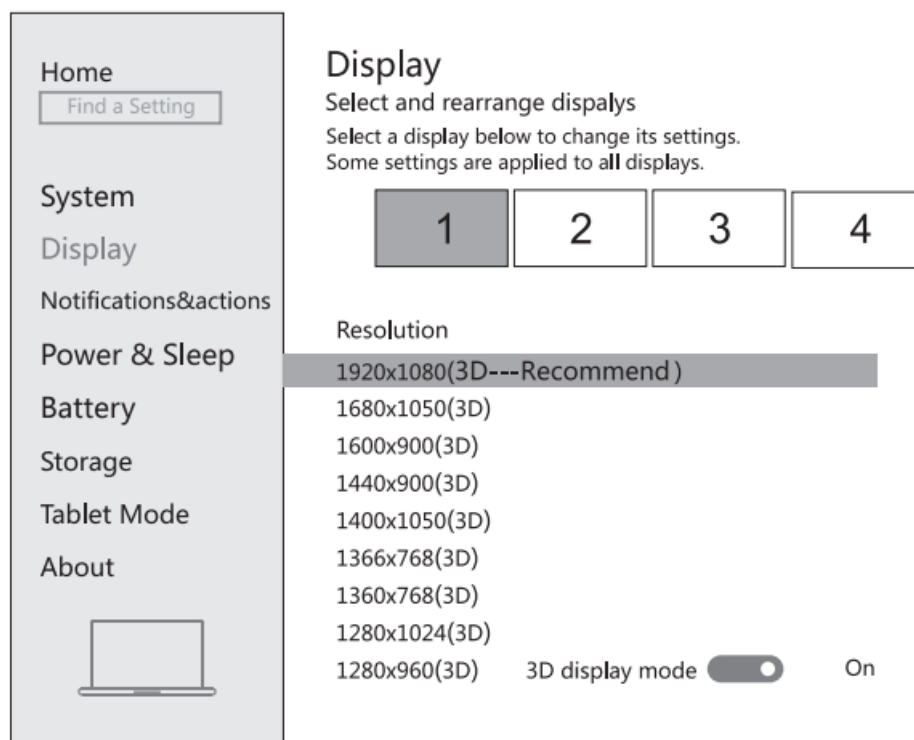 Home
Find a Setting
System
Display
Notifications&actions
Power & Sleep
Battery
Storage
Tablet Mode
About
Display
Select and rearrange dispalys
Select a display below to change its settings.
Some settings are applied to all displays.
1 2 3 4
Resolution
1920x1080(3D---Recommend)
1680x1050(3D)
1600x900(3D)
1440x900(3D)
1400x1050(3D)
1366x768(3D)
1360x768(3D)
1280x1024(3D)
1280x960(3D) 3D display mode On